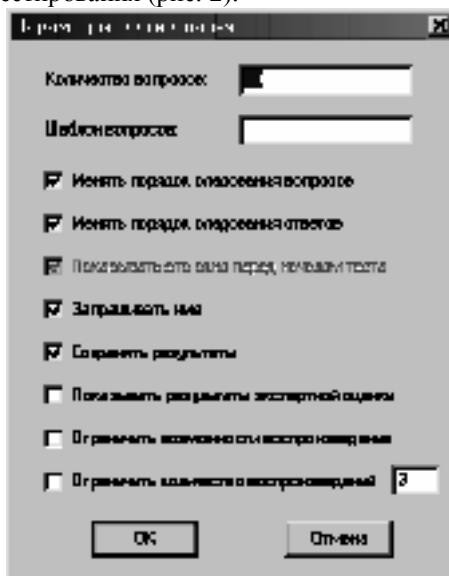 естирования (рис. 2).
Количество вопросов:
Шаблон вопросов:
Менять порядок следования вопросов
Менять порядок следования ответов
Показывать это окно перед началом теста
Запрашивать имя
Сохранять результаты
Показывать результаты экспертной оценки
Ограничить возможности воспроизведения
Ограничить количество воспроизведений 3
OK Отмена